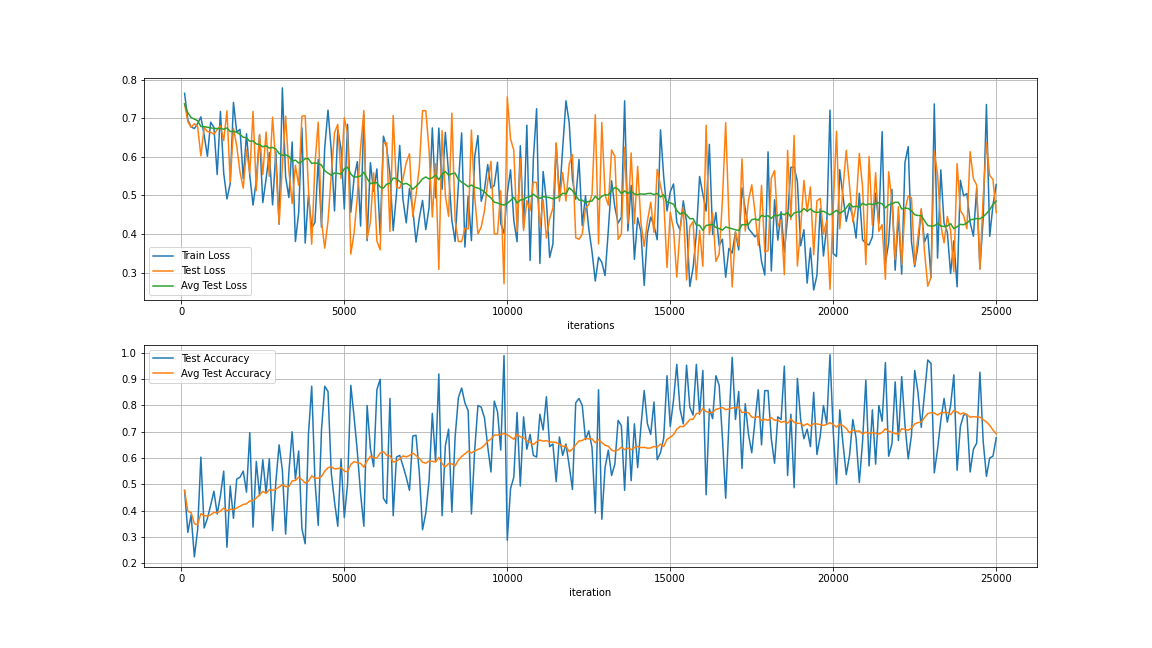 0.8
0.7
0.6
0.5
0.4
0.3
Train Loss
Test Loss
Avg Test Loss
0 5000 10000 15000 20000 25000
iterations
1.0
0.9
0.8
0.7
0.6
0.5
0.4
0.3
0.2
Test Accuracy
Avg Test Accuracy
0 5000 10000 15000 20000 25000
iteration